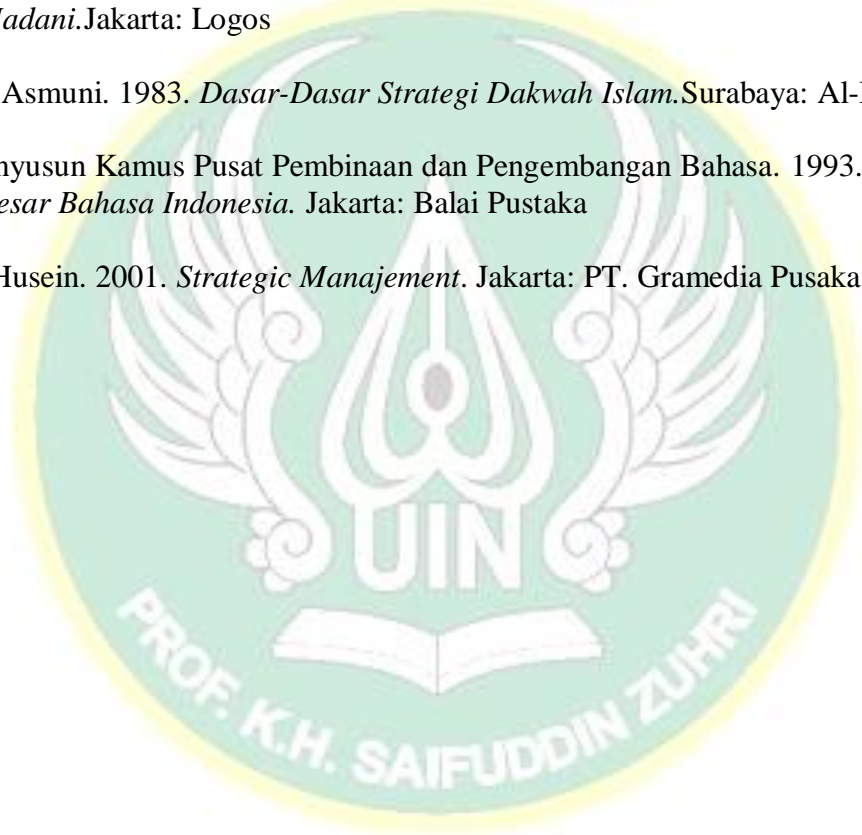 Madani.Jakarta: Logos
Asmuni. 1983. Dasar-Dasar Strategi Dakwah Islam.Surabaya: Al-
nyusun Kamus Pusat Pembinaan dan Pengembangan Bahasa. 1993.
esar Bahasa Indonesia. Jakarta: Balai Pustaka
Husein. 2001. Strategic Manajement. Jakarta: PT. Gramedia Pusaka
UIN
PROF. K.H. SAIFUDDIN ZUHRI